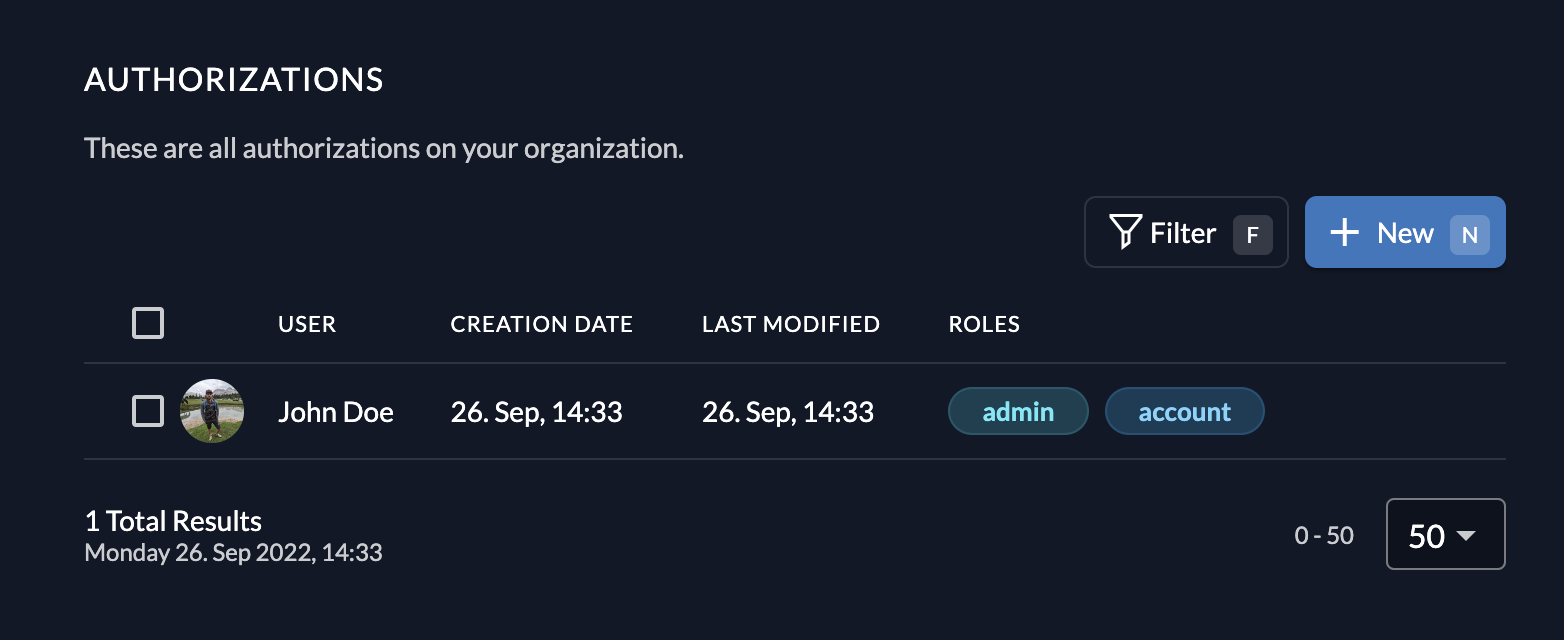 AUTHORIZATIONS
These are all authorizations on your organization.
Filter F
New N
USER CREATION DATE LAST MODIFIED ROLES
John Doe 26. Sep, 14:33 26. Sep, 14:33 admin account
1 Total Results
Monday 26. Sep 2022, 14:33
0 - 50 50